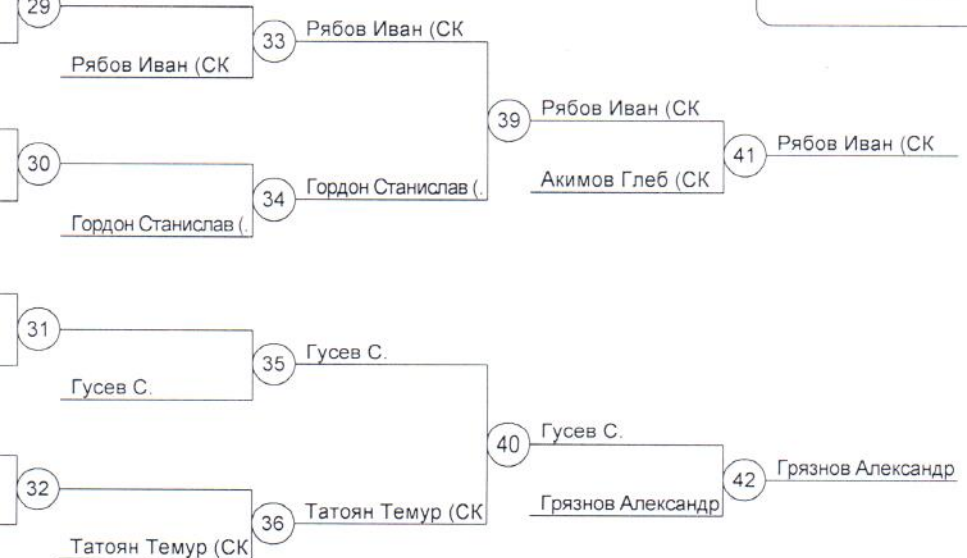 29
Рябов Иван (СК
33
Рябов Иван (СК
39
Рябов Иван (СК
41
Рябов Иван (СК
30
34
Гордон Станислав (.
Гордон Станислав (.
Акимов Глеб (СК
31
35
Гусев С.
Гусев С.
40
Гусев С.
42
Грязнов Александр
Грязнов Александр
32
36
Татоян Темур (СК
Татоян Темур (СК